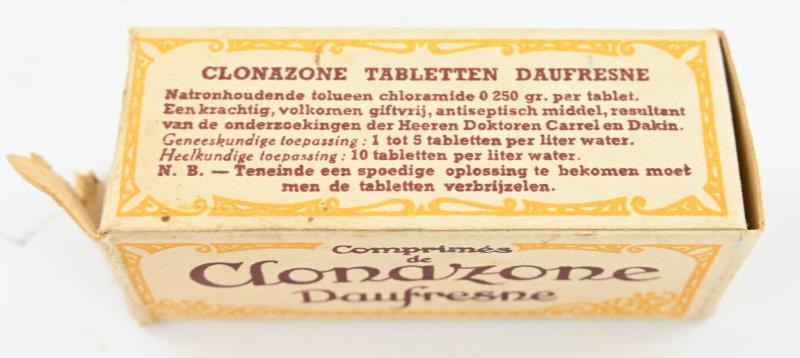 CLONAZONE TABLETTEN DAUFRESNE
Natronhoudende tolueen chloramide 0 250 gr. per tablet.
Een krachtig, volkomen giftvrij, antiseptisch middel, resultant
van de onderzoekingen der Heeren Doktoren Carrel en Dakin.
Geneeskundige toepassing : 1 tot 5 tabletten per liter water.
Heelkundige toepassing : 10 tabletten per liter water.
N. B. — Teneinde een spoedige oplossing te bekomen moet
men de tabletten verbrijzelen.
Comprimés
de
Clonazone
Daufresne